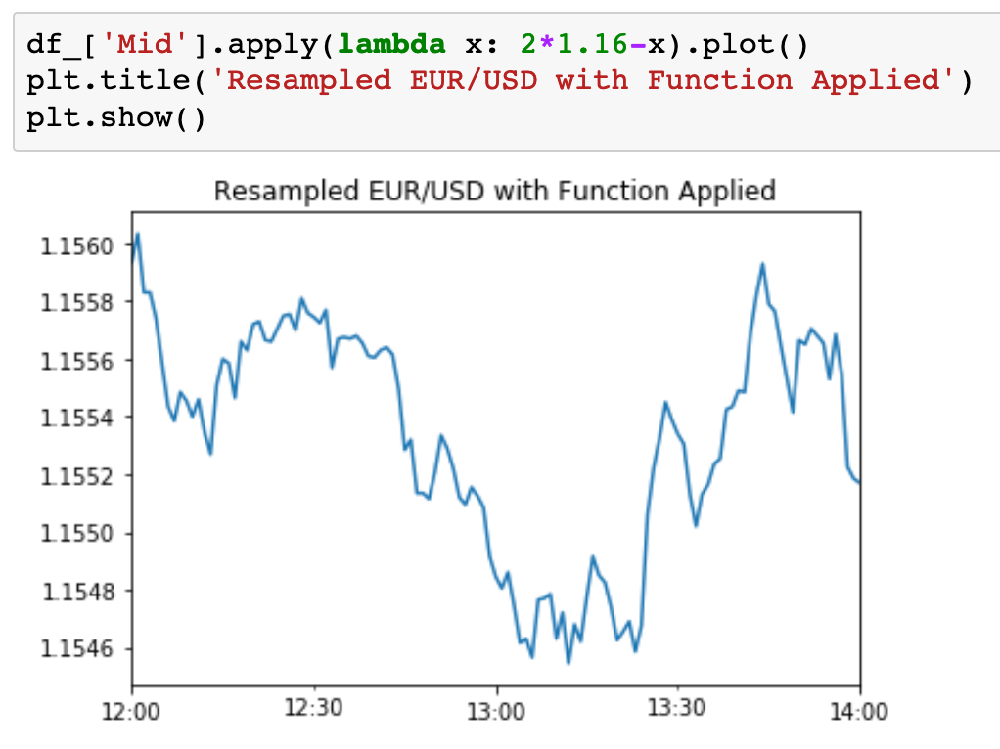 df_['Mid'].apply(lambda x: 2*1.16-x).plot()
plt.title('Resampled EUR/USD with Function Applied')
plt.show()
Resampled EUR/USD with Function Applied
1.1560
1.1558
1.1556
1.1554
1.1552
1.1550
1.1548
1.1546
12:00 12:30 13:00 13:30 14:00